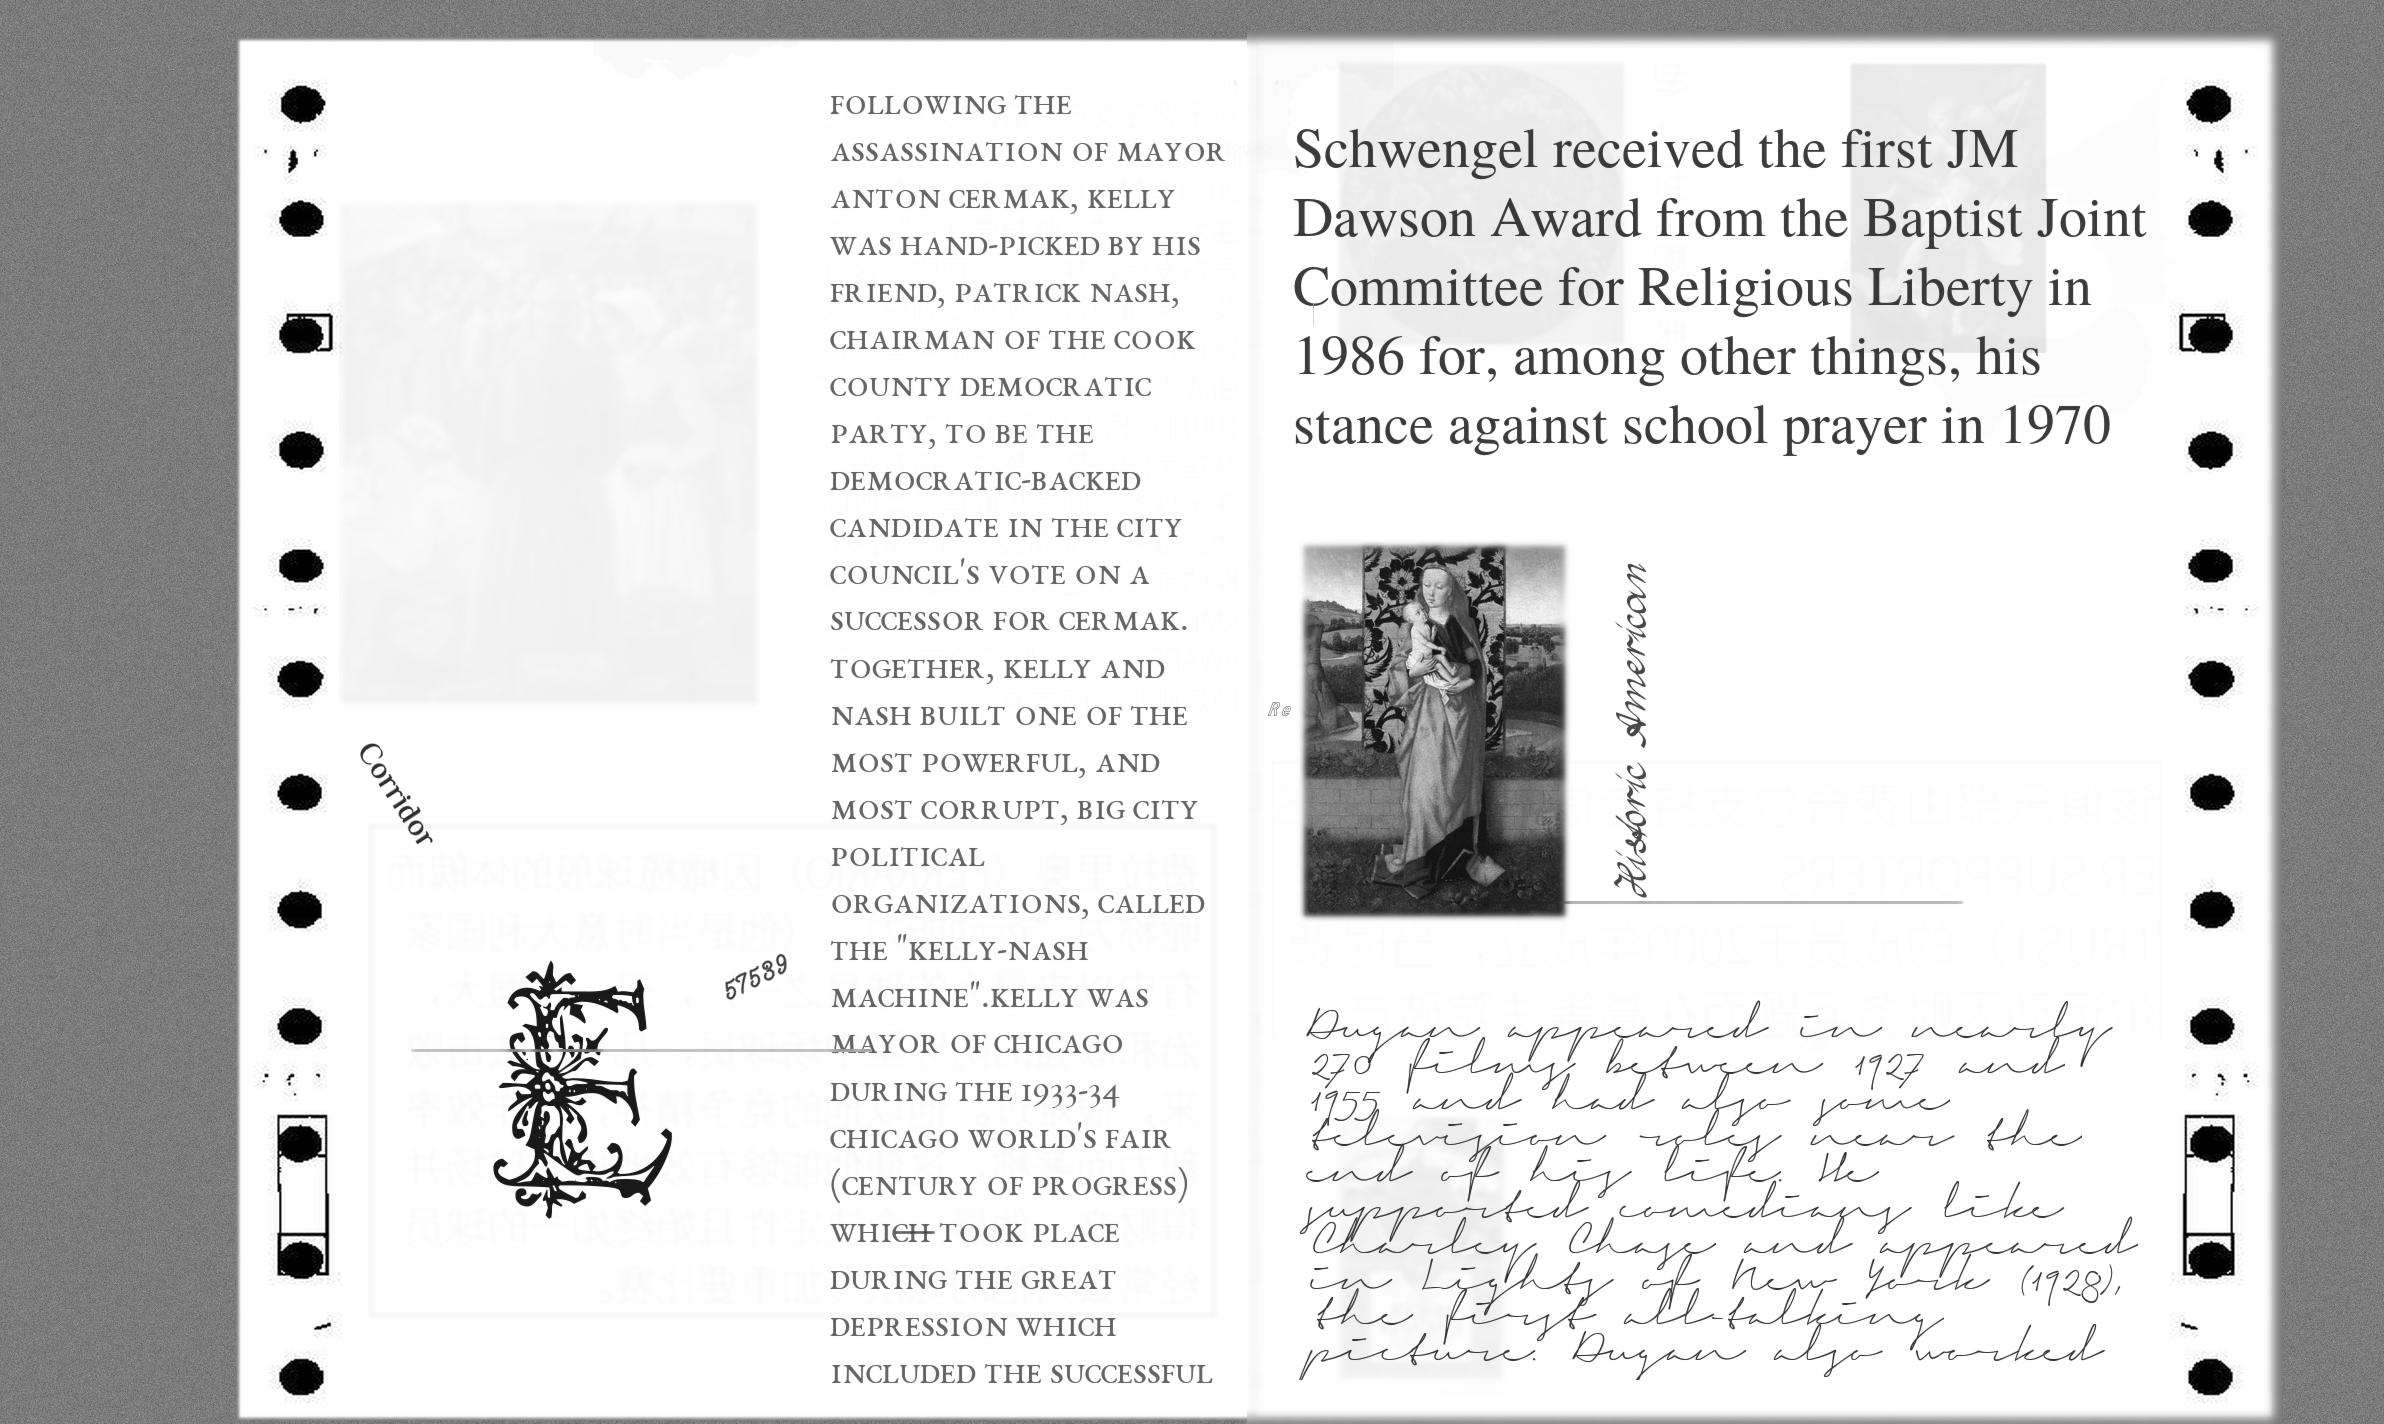 FOLLOWING THE
ASSASSINATION OF MAYOR
ANTON CERMAK, KELLY
WAS HAND-PICKED BY HIS
FRIEND, PATRICK NASH,
CHAIRMAN OF THE COOK
COUNTY DEMOCRATIC
PARTY, TO BE THE
DEMOCRATIC-BACKED
CANDIDATE IN THE CITY
COUNCIL'S VOTE ON A
SUCCESSOR FOR CERMAK.
TOGETHER, KELLY AND
NASH BUILT ONE OF THE
MOST POWERFUL, AND
MOST CORRUPT, BIG CITY
POLITICAL
ORGANIZATIONS, CALLED
THE "KELLY-NASH
MACHINE".KELLY WAS
MAYOR OF CHICAGO
DURING THE 1933-34
CHICAGO WORLD'S FAIR
(CENTURY OF PROGRESS)
WHICH TOOK PLACE
DURING THE GREAT
DEPRESSION WHICH
INCLUDED THE SUCCESSFUL
Corridor
57539
E
Schwengel received the first JM
Dawson Award from the Baptist Joint
Committee for Religious Liberty in
1986 for, among other things, his
stance against school prayer in 1970
Re
Historic American
Dugan appeared in nearly
270 films between 1927 and
1955 and had also some
television roles near the
end of his life. He
supported comedians like
Charley Chase and appeared
in Lights of New York (1928),
the first all-talking
picture. Dugan also worked